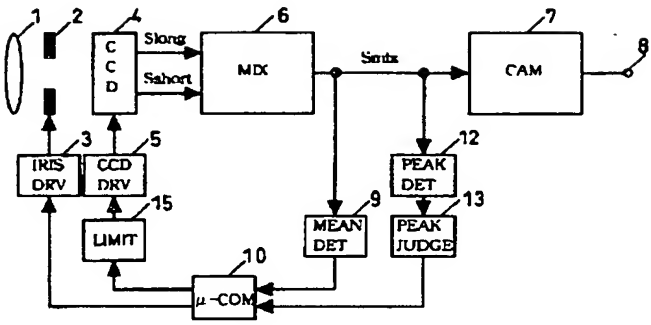 1
2
4
6
7
8
C
C
D
Slong
Sshort
MIX
Smix
CAM
3
5
12
IRIS
DRV
CCD
DRV
PEAK
DET
15
9
13
LIMIT
MEAN
DET
PEAK
JUDGE
10
μ-COM